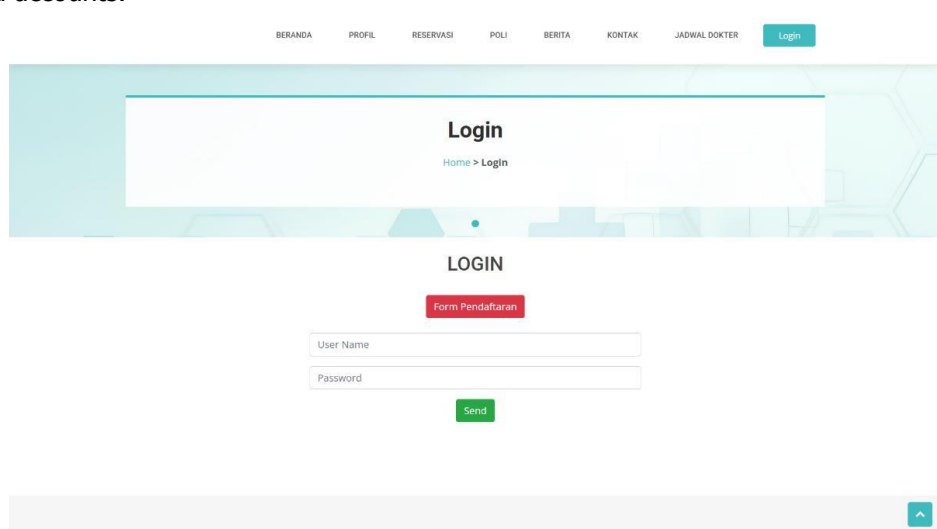 accounts.
BERANDA PROFIL RESERVASI POLI BERITA KONTAK JADWAL DOKTER Login
Login
Home > Login
LOGIN
Form Pendaftaran
User Name
Password
Send